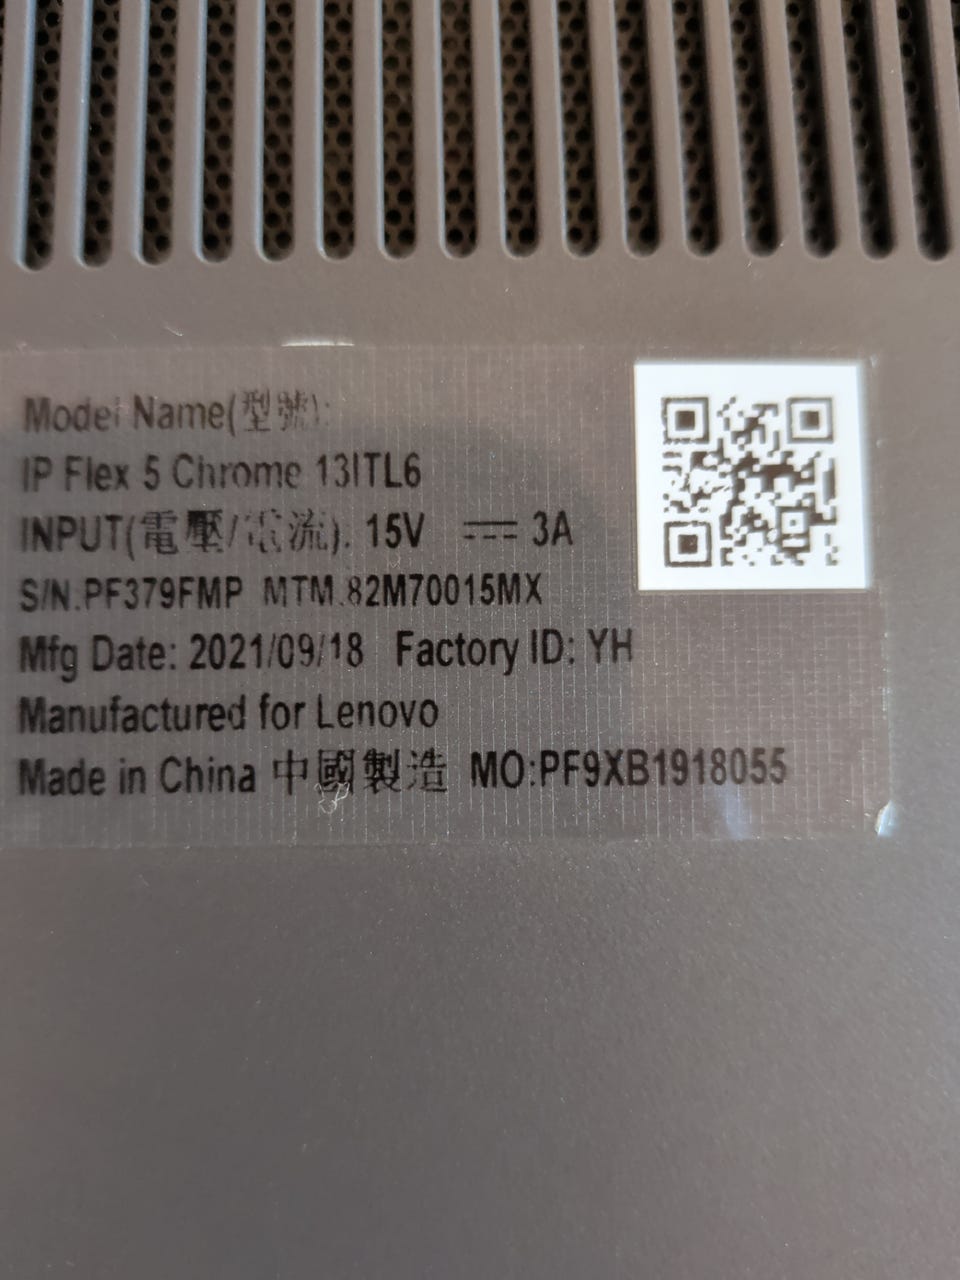 Model Name(型號):
IP Flex 5 Chrome 13ITL6
INPUT(電壓/電流). 15V ⎓ 3A
S/N.PF379FMP MTM.82M70015MX
Mfg Date: 2021/09/18 Factory ID: YH
Manufactured for Lenovo
Made in China 中國製造 MO:PF9XB1918055